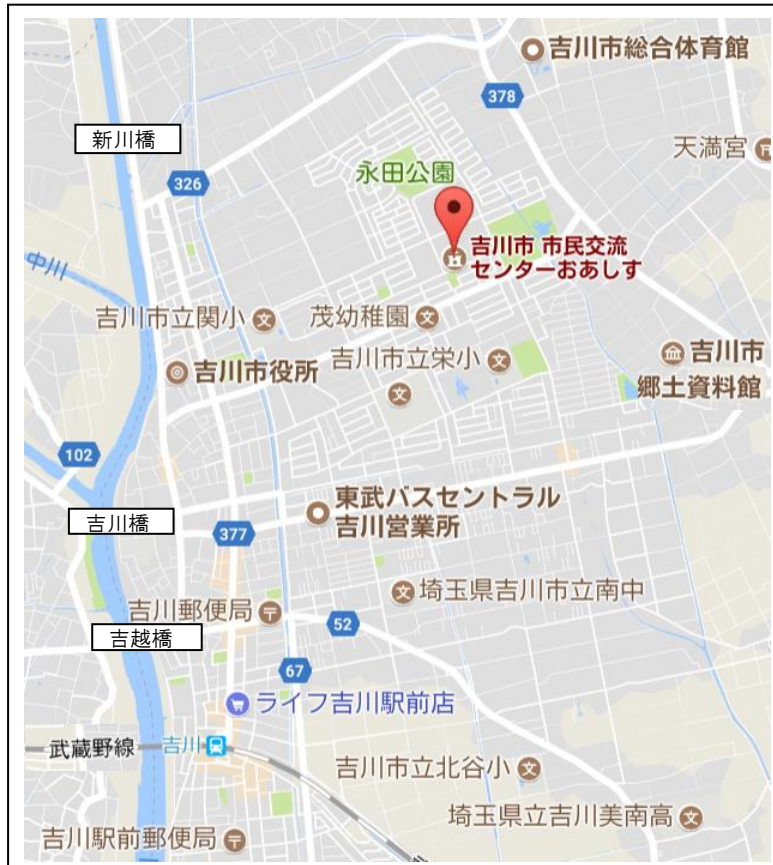 吉川市総合体育館
378
新川橋
天満宮
永田公園
326
吉川市 市民交流
センターおあしす
中川
吉川市立関小
茂幼稚園
吉川市役所
吉川市立栄小
吉川市
郷土資料館
102
東武バスセントラル
吉川営業所
吉川橋
377
埼玉県吉川市立南中
吉川郵便局
52
吉越橋
67
ライフ吉川駅前店
武蔵野線
吉川
吉川市立北谷小
埼玉県立吉川美南高
吉川駅前郵便局